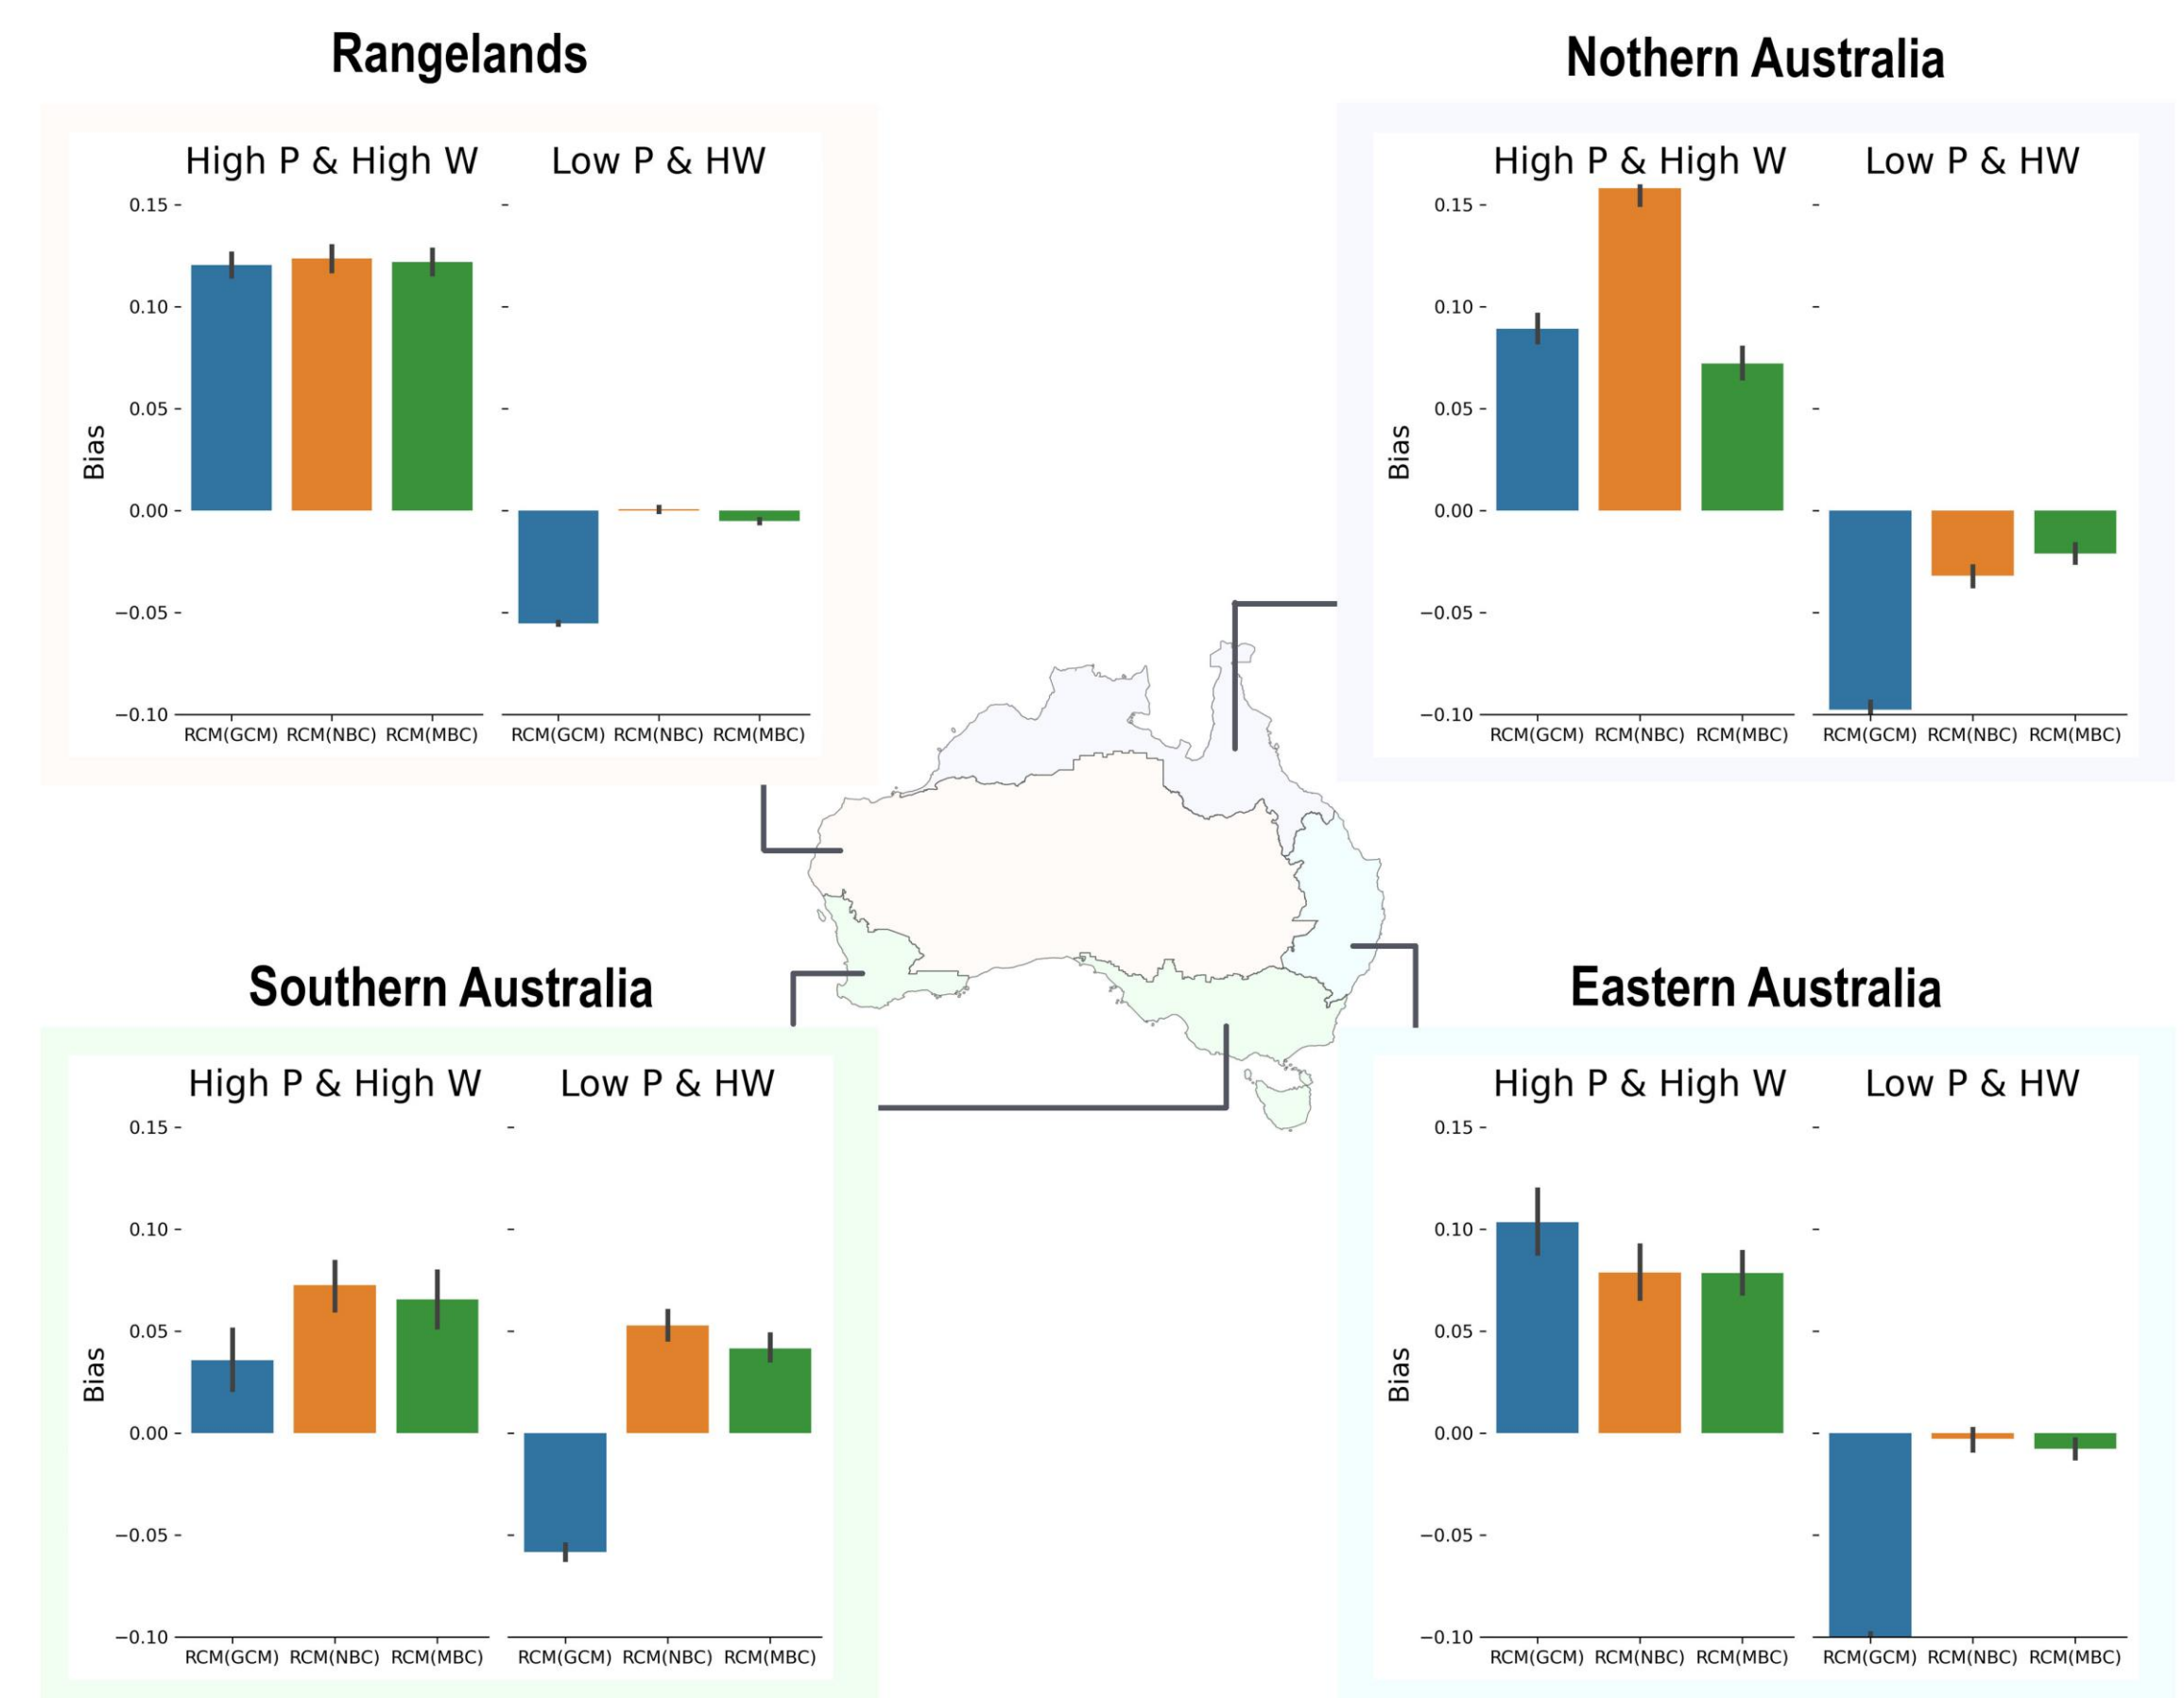 Rangelands
High P & High W
Low P & HW
0.15
0.10
0.05
0.00
−0.05
−0.10
Bias
RCM(GCM) RCM(NBC) RCM(MBC)
RCM(GCM) RCM(NBC) RCM(MBC)
Nothern Australia
High P & High W
Low P & HW
0.15
0.10
0.05
0.00
−0.05
−0.10
Bias
RCM(GCM) RCM(NBC) RCM(MBC)
RCM(GCM) RCM(NBC) RCM(MBC)
Southern Australia
High P & High W
Low P & HW
0.15
0.10
0.05
0.00
−0.05
−0.10
Bias
RCM(GCM) RCM(NBC) RCM(MBC)
RCM(GCM) RCM(NBC) RCM(MBC)
Eastern Australia
High P & High W
Low P & HW
0.15
0.10
0.05
0.00
−0.05
−0.10
Bias
RCM(GCM) RCM(NBC) RCM(MBC)
RCM(GCM) RCM(NBC) RCM(MBC)